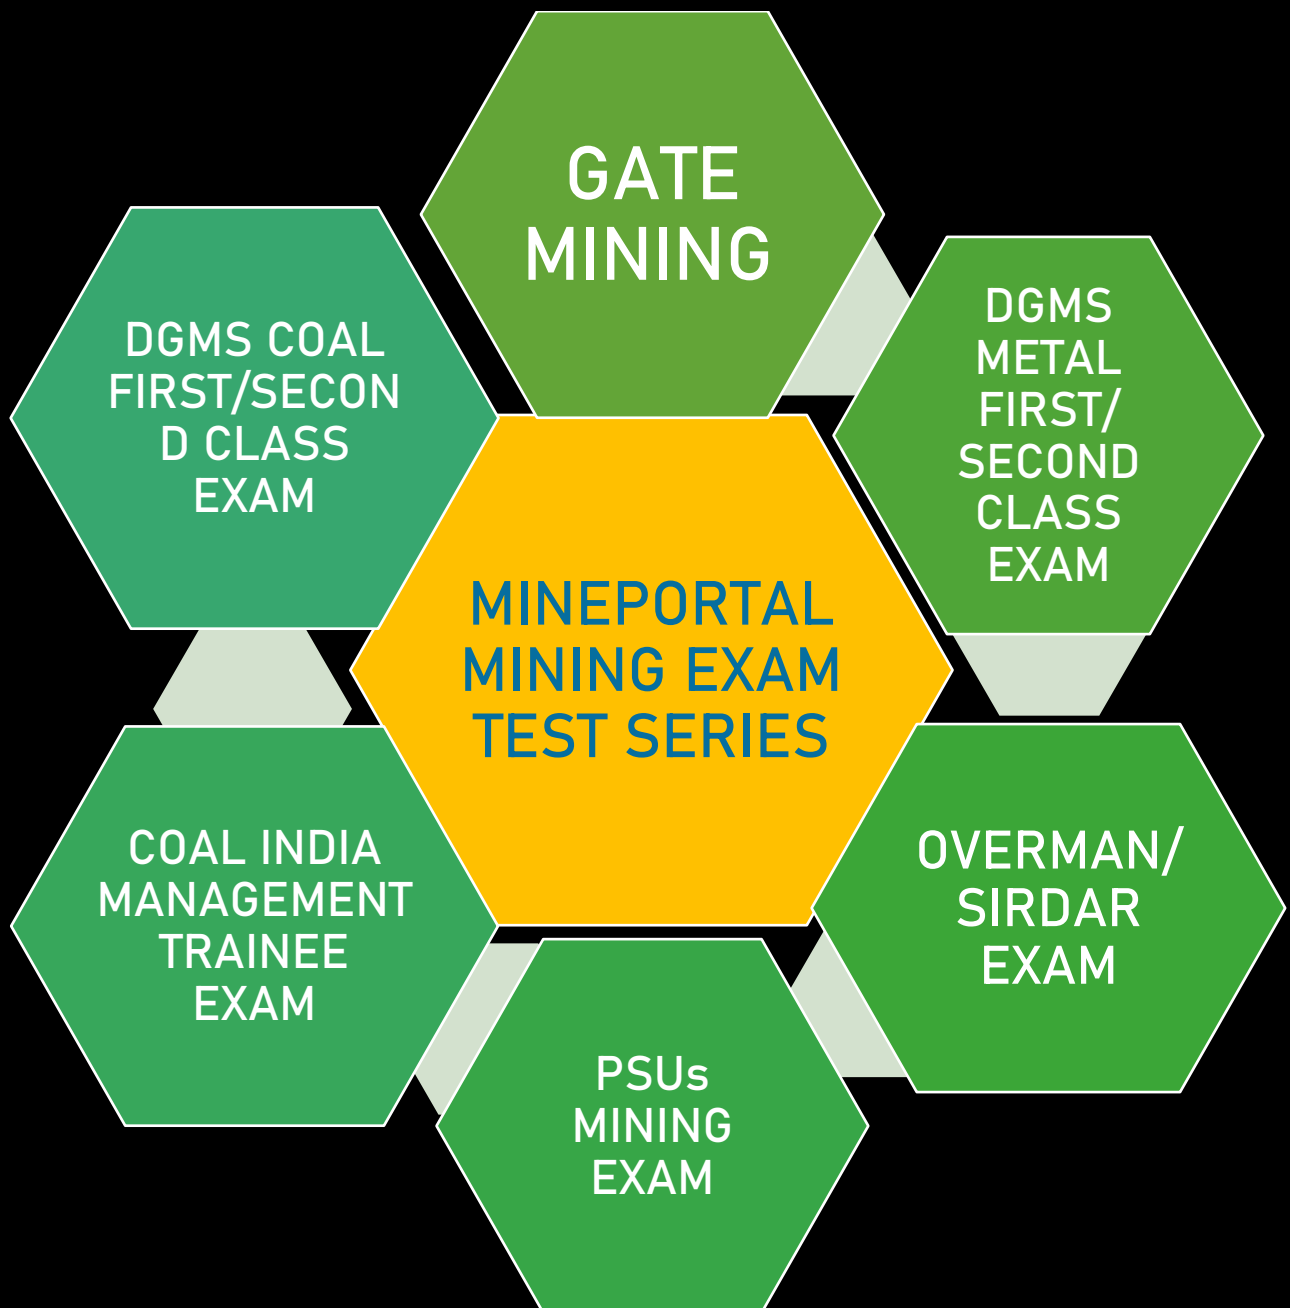 GATE
MINING
DGMS COAL
FIRST/SECON
D CLASS
EXAM
DGMS
METAL
FIRST/
SECOND
CLASS
EXAM
MINEPORTAL
MINING EXAM
TEST SERIES
COAL INDIA
MANAGEMENT
TRAINEE
EXAM
OVERMAN/
SIRDAR
EXAM
PSUs
MINING
EXAM